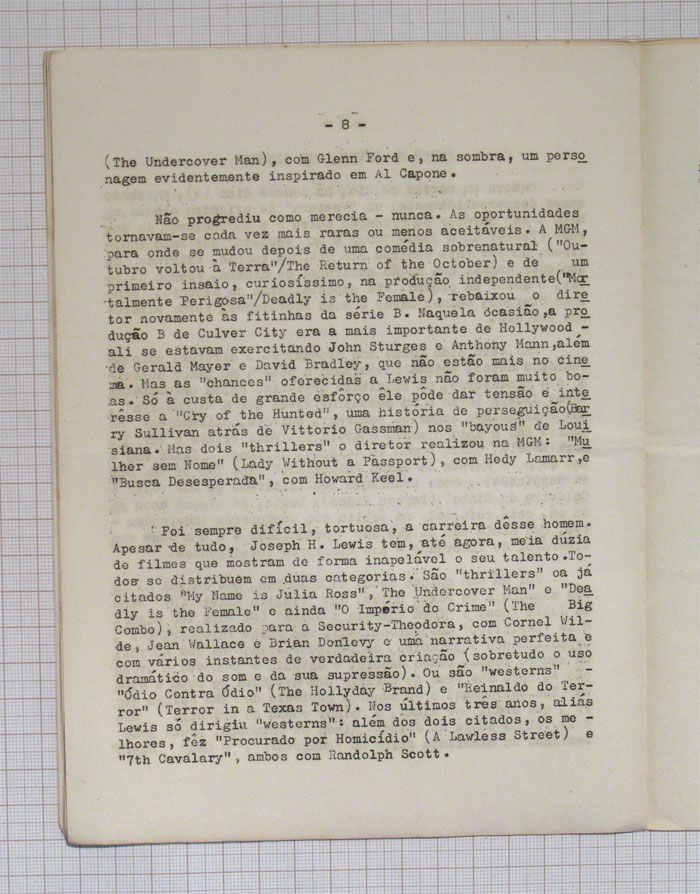 - 8 -
(The Undercover Man), com Glenn Ford e, na sombra, um perso
nagem evidentemente inspirado em Al Capone.
Não progrediu como merecia - nunca. As oportunidades
tornavam-se cada vez mais raras ou menos aceitáveis. A MGM,
para onde se mudou depois de uma comédia sobrenatural ("Ou-
tubro voltou à Terra"/The Return of the October) e de um
primeiro insaio, curiosíssimo, na produção independente("Mor
talmente Perigosa"/Deadly is the Female), rebaixou o dire
tor novamente às fitinhas da série B. Naquela ócasião,a pro
dução B de Culver City era a mais importante de Hollywood -
ali se estavam exercitando John Sturges e Anthony Mann,além
de Gerald Mayer e David Bradley, que não estão mais no cine
ma. Mas as "chances" oferecidas a Lewis não foram muito bo-
as. Só à custa de grande esfôrço êle pôde dar tensão e inte
rêsse a "Cry of the Hunted", uma história de perseguição(Bar
ry Sullivan atrás de Vittorio Gassman) nos "bayous" de Loui
siana. Mas dois "thrillers" o diretor realizou na MGM: "Mu
lher sem Nome" (Lady Without a Passport), com Hedy Lamarr,e
"Busca Desesperada", com Howard Keel.
Foi sempre difícil, tortuosa, a carreira dêsse homem.
Apesar de tudo, Joseph H. Lewis tem, até agora, meia dúzia
de filmes que mostram de forma inapelável o seu talento.To-
dos se distribuem em duas categorias. São "thrillers" oa já
citados "My Name is Julia Ross", The Undercover Man" e "Dea
dly is the Female" e ainda "O Império do Crime" (The Big
Combo), realizado para a Security-Theodora, com Cornel Wil-
de, Jean Wallace e Brian Donlevy e uma narrativa perfeita e
com vários instantes de verdadeira criação (sobretudo o uso
dramático do som e da sua supressão). Ou são "westerns" -
"Ódio Contra Ódio" (The Hollyday Brand) e "Reinaldo do Ter-
ror" (Terror in a Texas Town). Nos últimos três anos, aliás
Lewis só dirigiu "westerns": além dos dois citados, os me -
lhores, fêz "Procurado por Homicídio" (A Lawless Street) e
"7th Cavalary", ambos com Randolph Scott.